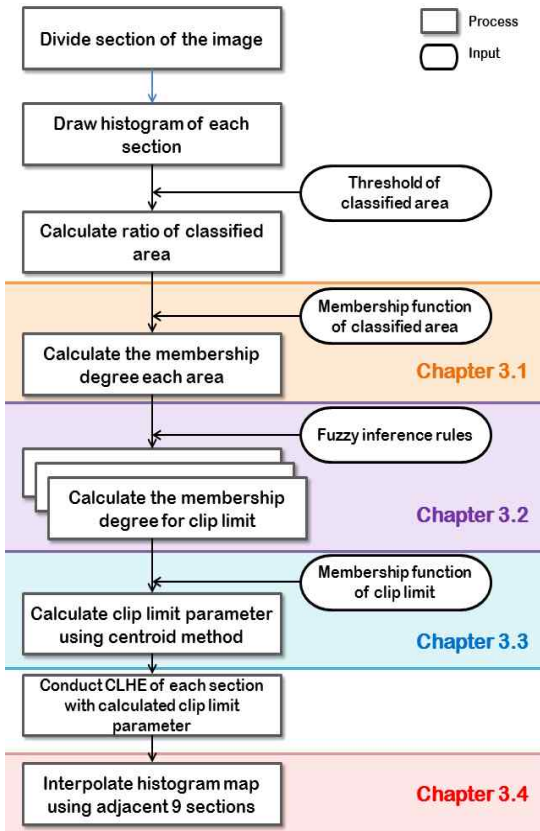 Divide section of the image
Process
Input
Draw histogram of each
section
Threshold of
classified area
Calculate ratio of classified
area
Membership function
of classified area
Calculate the membership
degree each area
Chapter 3.1
Fuzzy inference rules
Calculate the membership
degree for clip limit
Chapter 3.2
Membership function
of clip limit
Calculate clip limit parameter
using centroid method
Chapter 3.3
Conduct CLHE of each section
with calculated clip limit
parameter
Interpolate histogram map
using adjacent 9 sections
Chapter 3.4